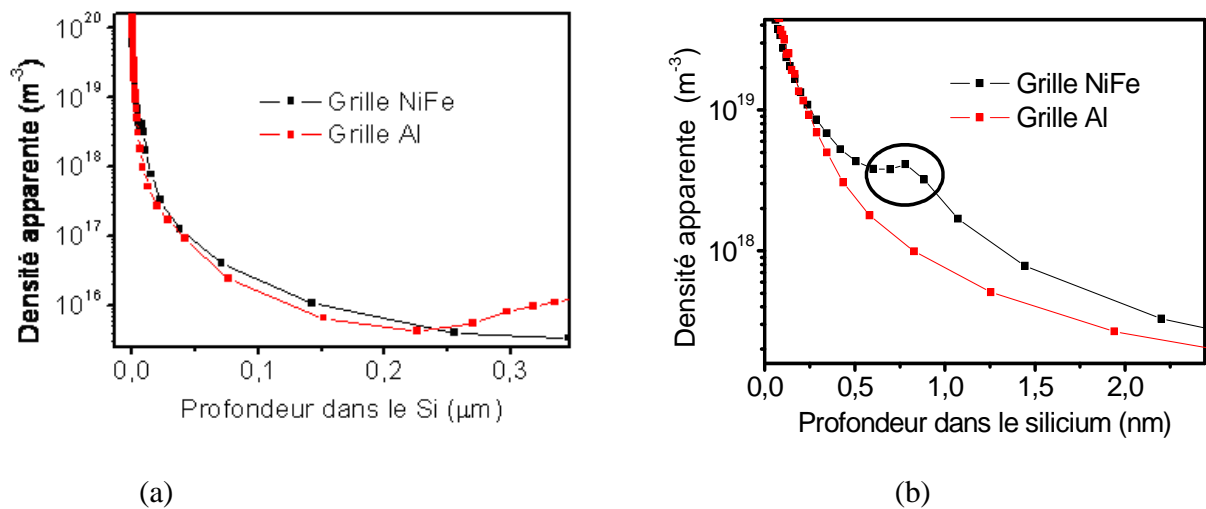 (a)
10^20
10^19
10^18
10^17
10^16
Densité apparente (m^-3)
Grille NiFe
Grille Al
0,0 0,1 0,2 0,3
Profondeur dans le Si (μm)
(b)
10^19
10^18
Densité apparente (m^-3)
Grille NiFe
Grille Al
0,0 0,5 1,0 1,5 2,0
Profondeur dans le silicium (nm)
(a) (b)